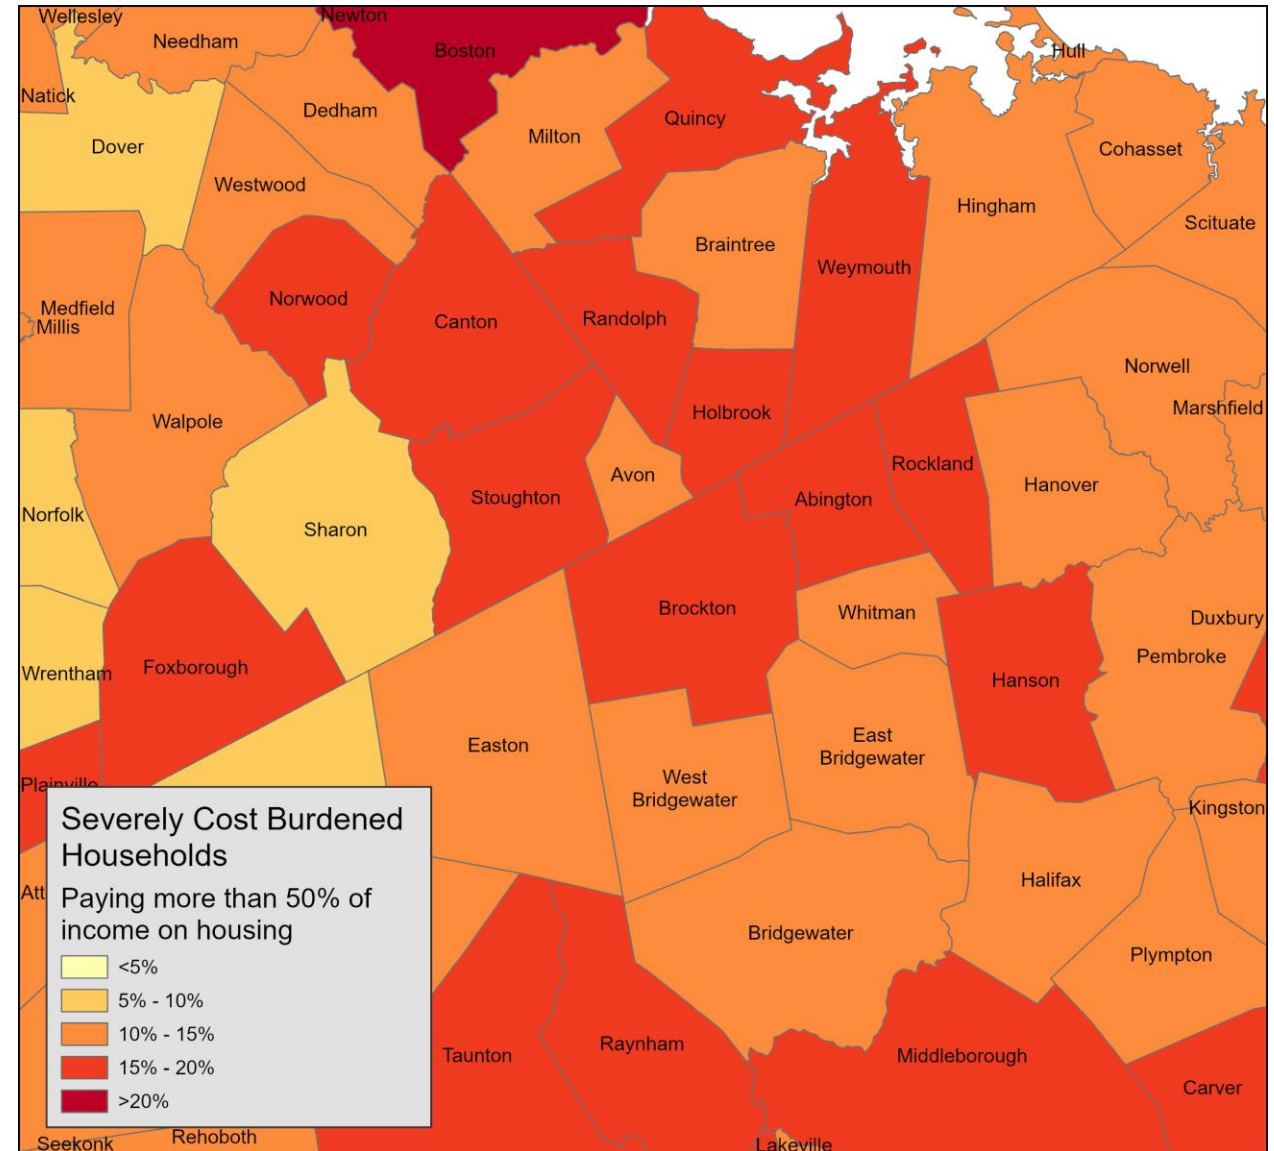 Wellesley
Newton
Needham
Boston
Hull
Natick
Dedham
Quincy
Milton
Dover
Cohasset
Westwood
Hingham
Scituate
Braintree
Weymouth
Norwood
Medfield
Millis
Canton
Randolph
Norwell
Walpole
Holbrook
Marshfield
Rockland
Avon
Hanover
Stoughton
Abington
Norfolk
Sharon
Brockton
Whitman
Duxbury
Pembroke
Foxborough
Wrentham
Hanson
Easton
East
Bridgewater
West
Bridgewater
Plainville
Kingston
Severely Cost Burdened
Households
Paying more than 50% of
income on housing
<5%
5% - 10%
10% - 15%
15% - 20%
>20%
Att
Halifax
Bridgewater
Plympton
Taunton
Raynham
Middleborough
Carver
Rehoboth
Seekonk
Lakeville